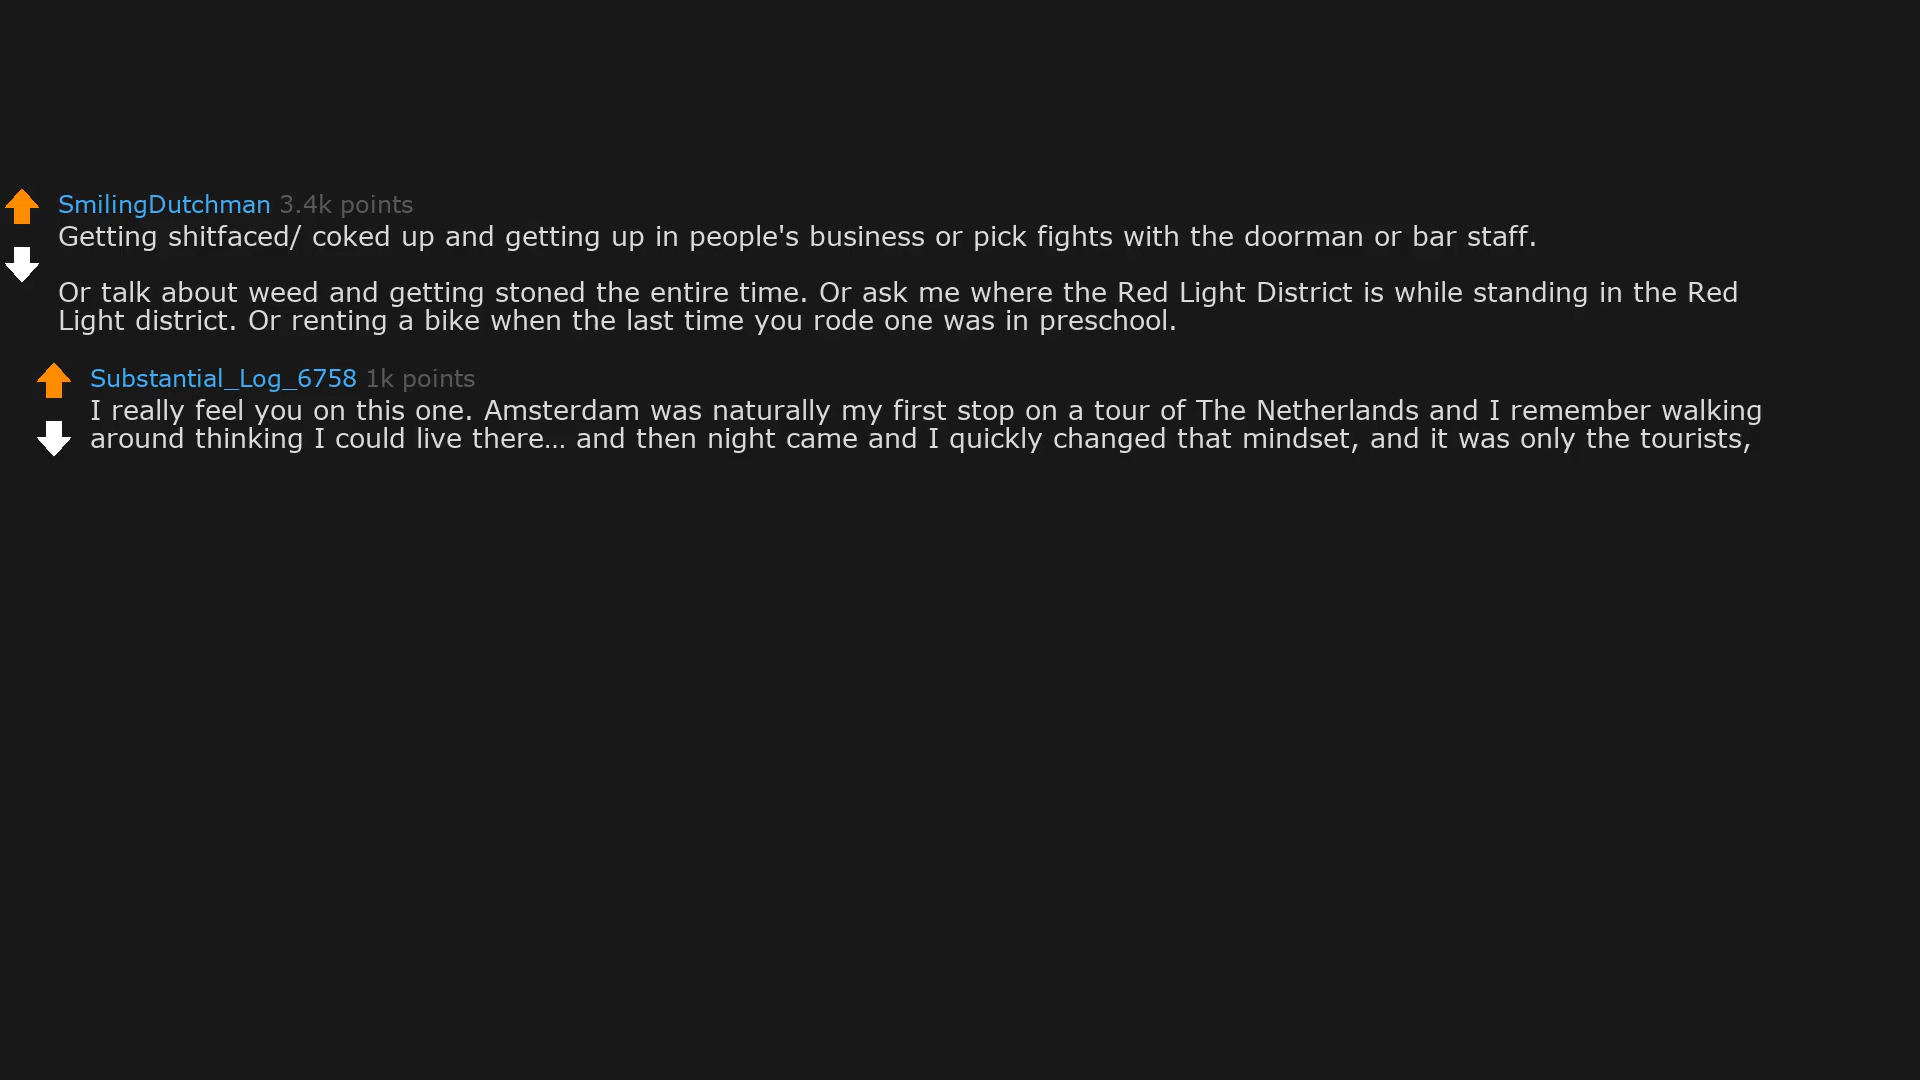 SmilingDutchman 3.4k points
Getting shitfaced/ coked up and getting up in people's business or pick fights with the doorman or bar staff.
Or talk about weed and getting stoned the entire time. Or ask me where the Red Light District is while standing in the Red
Light district. Or renting a bike when the last time you rode one was in preschool.
Substantial_Log_6758 1k points
I really feel you on this one. Amsterdam was naturally my first stop on a tour of The Netherlands and I remember walking
around thinking I could live there… and then night came and I quickly changed that mindset, and it was only the tourists,